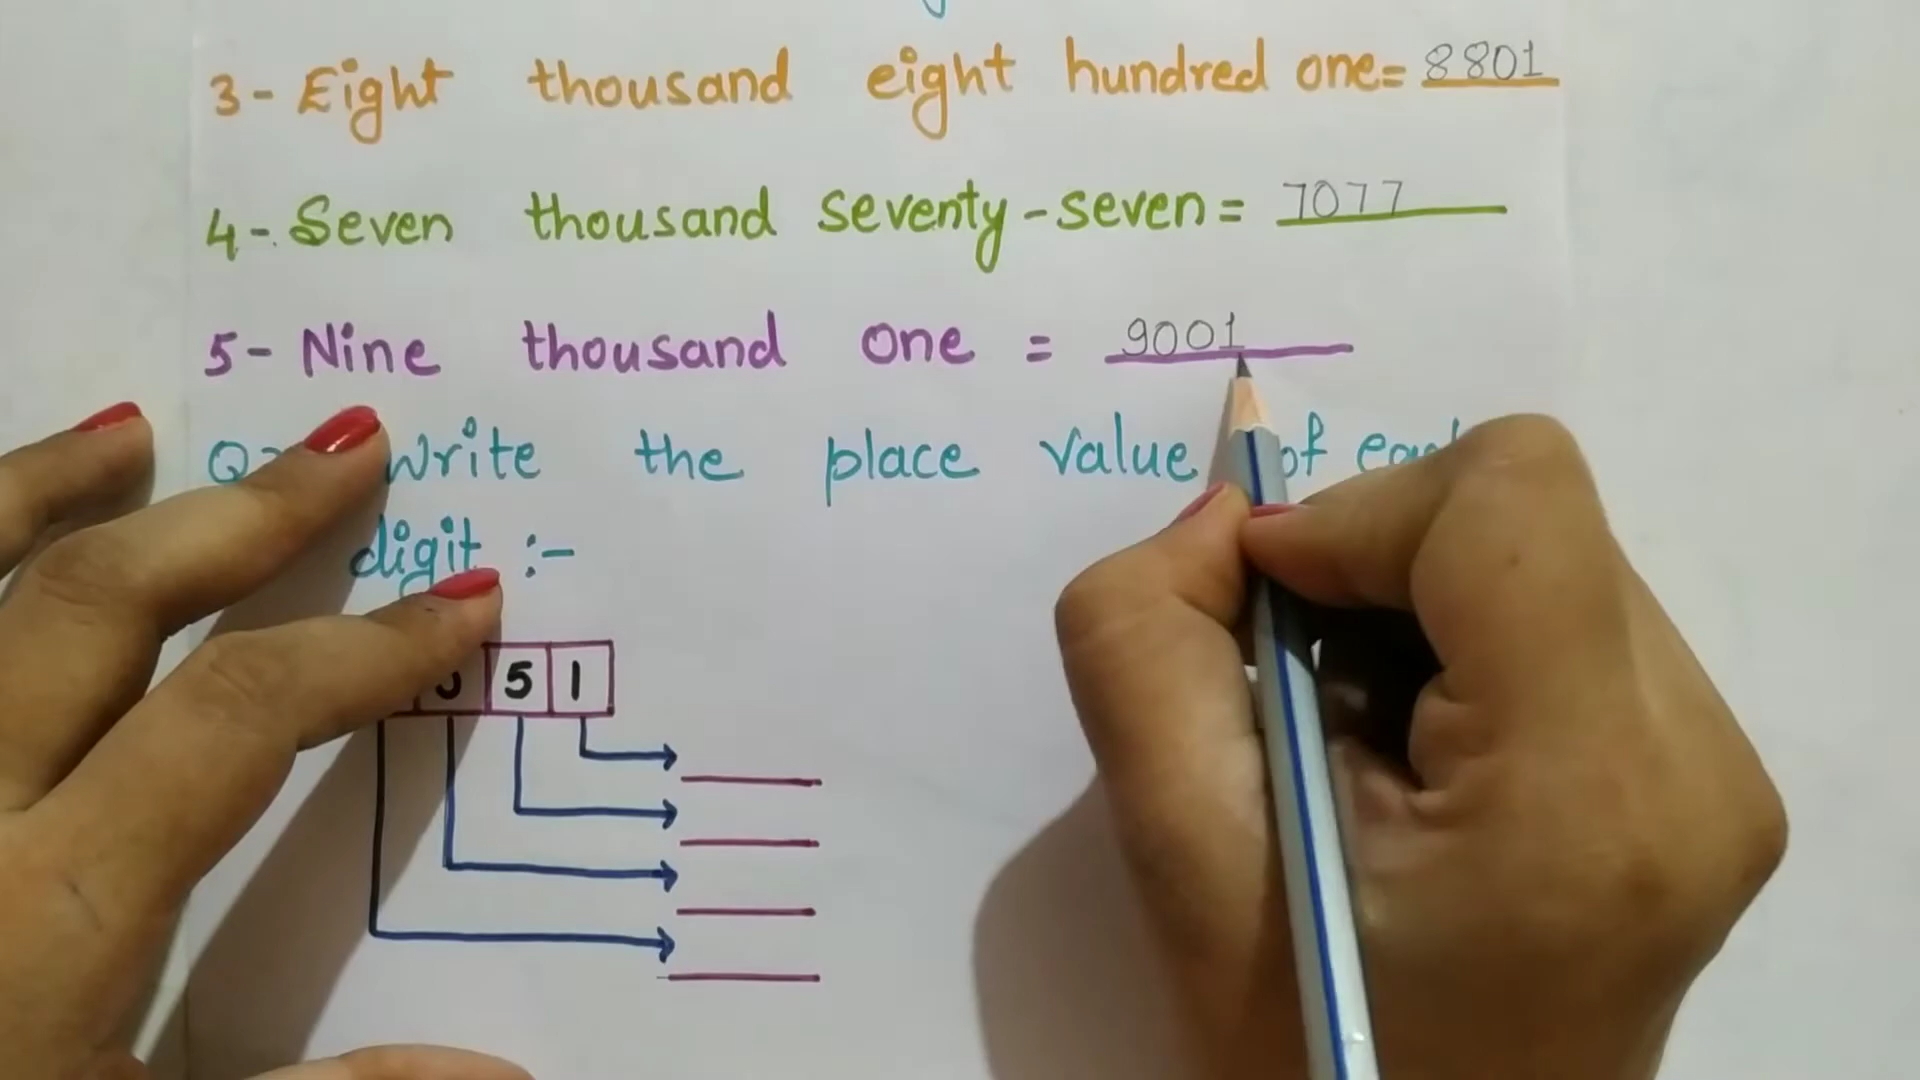 3- Eight thousand eight hundred one= 8801
4-. Seven thousand seventy-seven= 7077
5- Nine thousand one = 9001
Write the place value of
digit :-
5 1